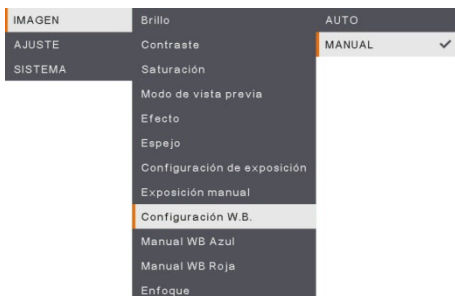 IMAGEN
AJUSTE
SISTEMA
Brillo
Contraste
Saturación
Modo de vista previa
Efecto
Espejo
Configuración de exposición
Exposición manual
Configuración W.B.
Manual WB Azul
Manual WB Roja
Enfoque
AUTO
MANUAL